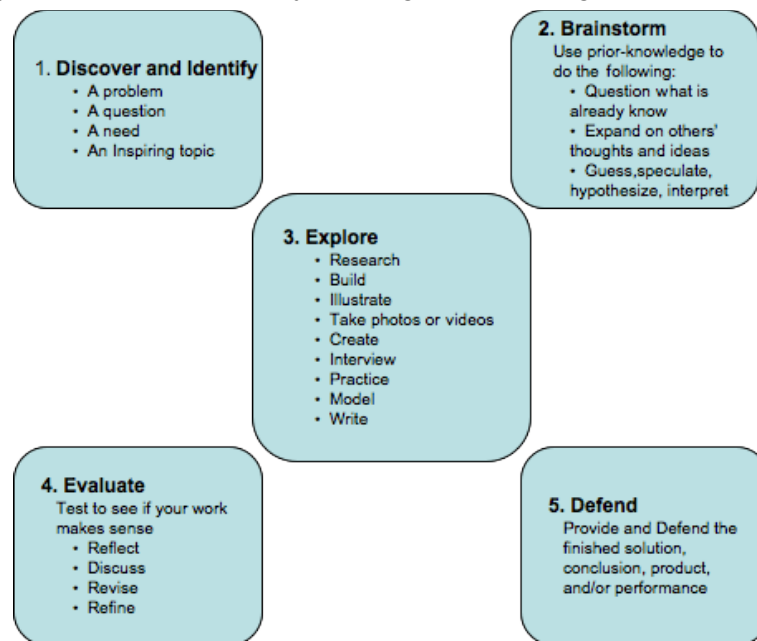 1. Discover and Identify
• A problem
• A question
• A need
• An Inspiring topic
2. Brainstorm
Use prior-knowledge to
do the following:
• Question what is
already know
• Expand on others'
thoughts and ideas
• Guess,speculate,
hypothesize, interpret
3. Explore
• Research
• Build
• Illustrate
• Take photos or videos
• Create
• Interview
• Practice
• Model
• Write
4. Evaluate
Test to see if your work
makes sense
• Reflect
• Discuss
• Revise
• Refine
5. Defend
Provide and Defend the
finished solution,
conclusion, product,
and/or performance